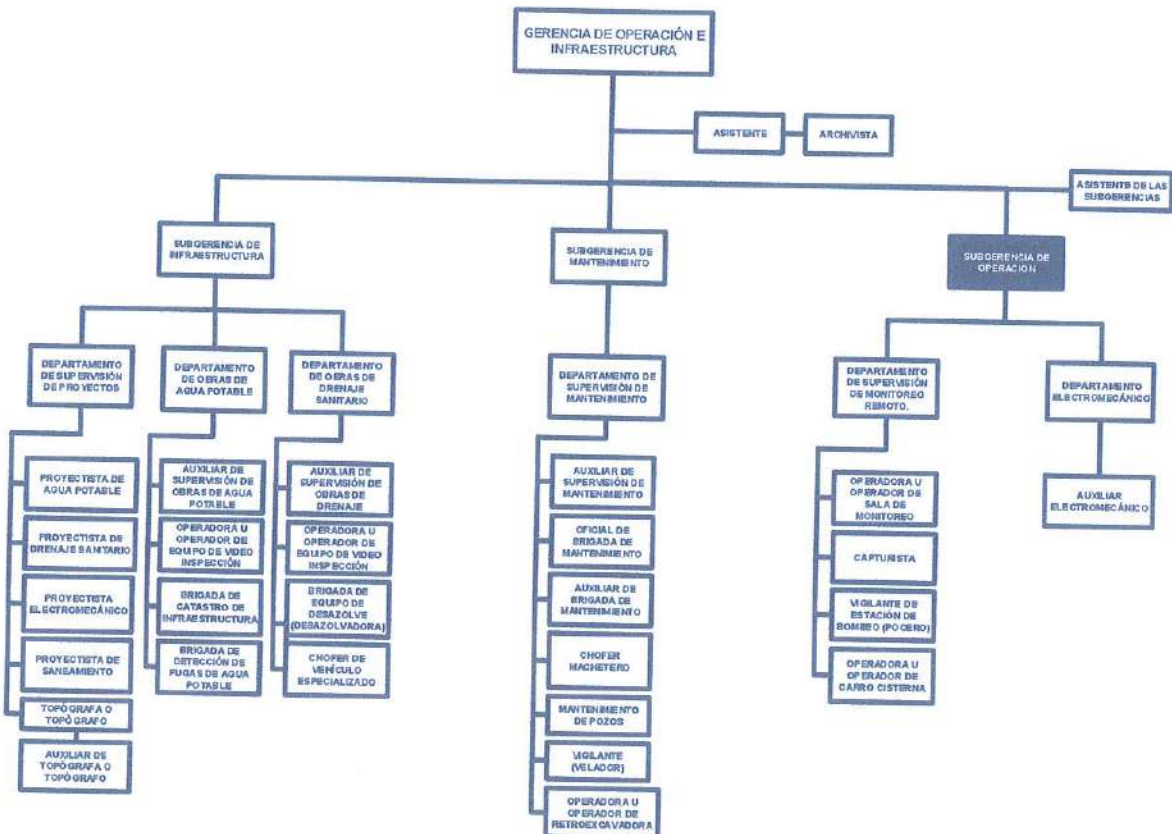 GERENCIA DE OPERACIÓN E
INFRAESTRUCTURA
ASISTENTE
ARCHIVISTA
ASISTENTE DE LAS
SUBGERENCIAS
SUBGERENCIA DE
INFRAESTRUCTURA
SUBGERENCIA DE
MANTENIMIENTO
SUBGERENCIA DE
OPERACIÓN
DEPARTAMENTO
DE SUPERVISIÓN
DE PROYECTOS
DEPARTAMENTO
DE OBRAS DE
AGUA POTABLE
DEPARTAMENTO
DE OBRAS DE
DRENAJE
SANITARIO
DEPARTAMENTO DE
SUPERVISIÓN DE
MANTENIMIENTO
DEPARTAMENTO
DE SUPERVISIÓN
DE MONITOREO
REMOTO.
DEPARTAMENTO
ELECTROMECÁNICO
PROYECTISTA DE
AGUA POTABLE
PROYECTISTA DE
DRENAJE SANITARIO
PROYECTISTA
ELECTROMECÁNICO
PROYECTISTA DE
SANEAMIENTO
TOPÓGRAFA O
TOPÓGRAFO
AUXILIAR DE
TOPÓGRAFA O
TOPÓGRAFO
AUXILIAR DE
SUPERVISIÓN DE
OBRAS DE AGUA
POTABLE
OPERADORA U
OPERADOR DE
EQUIPO DE VIDEO
INSPECCIÓN
BRIGADA DE
CATASTRO DE
INFRAESTRUCTURA
BRIGADA DE
DETECCIÓN DE
FUGAS DE AGUA
POTABLE
AUXILIAR DE
SUPERVISIÓN DE
OBRAS DE
DRENAJE
OPERADORA U
OPERADOR DE
EQUIPO DE VIDEO
INSPECCIÓN
BRIGADA DE
EQUIPO DE
DESAZOLVE
(DEBAZOLVADORA)
CHOFER DE
VEHÍCULO
ESPECIALIZADO
AUXILIAR DE
SUPERVISIÓN DE
MANTENIMIENTO
OFICIAL DE
BRIGADA DE
MANTENIMIENTO
AUXILIAR DE
BRIGADA DE
MANTENIMIENTO
CHOFER
MACHETERO
MANTENIMIENTO
DE POZOS
VIGILANTE
(VELADOR)
OPERADORA U
OPERADOR DE
RETROEXCAVADORA
OPERADORA U
OPERADOR DE
SALA DE
MONITOREO
CAPTURISTA
VIGILANTE DE
ESTACIÓN DE
BOMBEO (POCERO)
OPERADORA U
OPERADOR DE
CARRO CISTERNA
AUXILIAR
ELECTROMECÁNICO